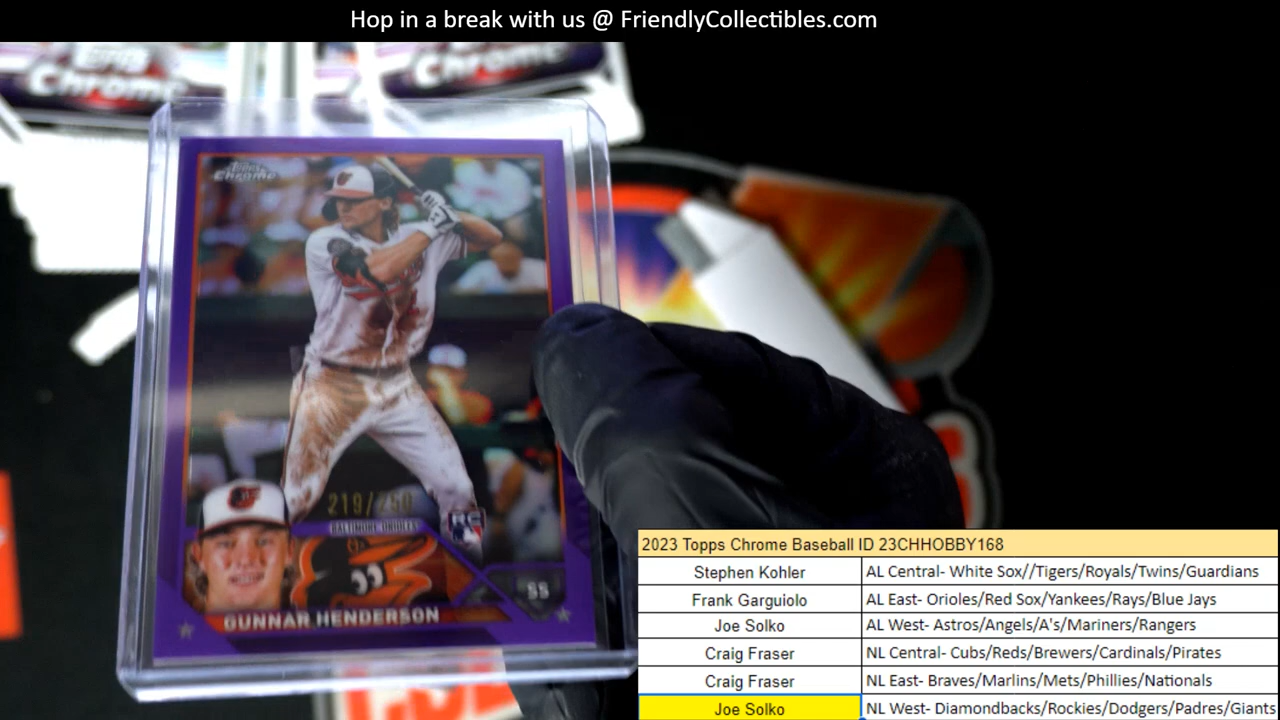 Hop in a break with us @ FriendlyCollectibles.com
Chrome
Chrome
Topps
Chrome
219/250
BALTIMORE ORIOLES
RC
SS
GUNNAR HENDERSON
2023 Topps Chrome Baseball ID 23CHHOBBY168
Stephen Kohler AL Central- White Sox//Tigers/Royals/Twins/Guardians
Frank Garguiolo AL East- Orioles/Red Sox/Yankees/Rays/Blue Jays
Joe Solko AL West- Astros/Angels/A's/Mariners/Rangers
Craig Fraser NL Central- Cubs/Reds/Brewers/Cardinals/Pirates
Craig Fraser NL East- Braves/Marlins/Mets/Phillies/Nationals
Joe Solko NL West- Diamondbacks/Rockies/Dodgers/Padres/Giants